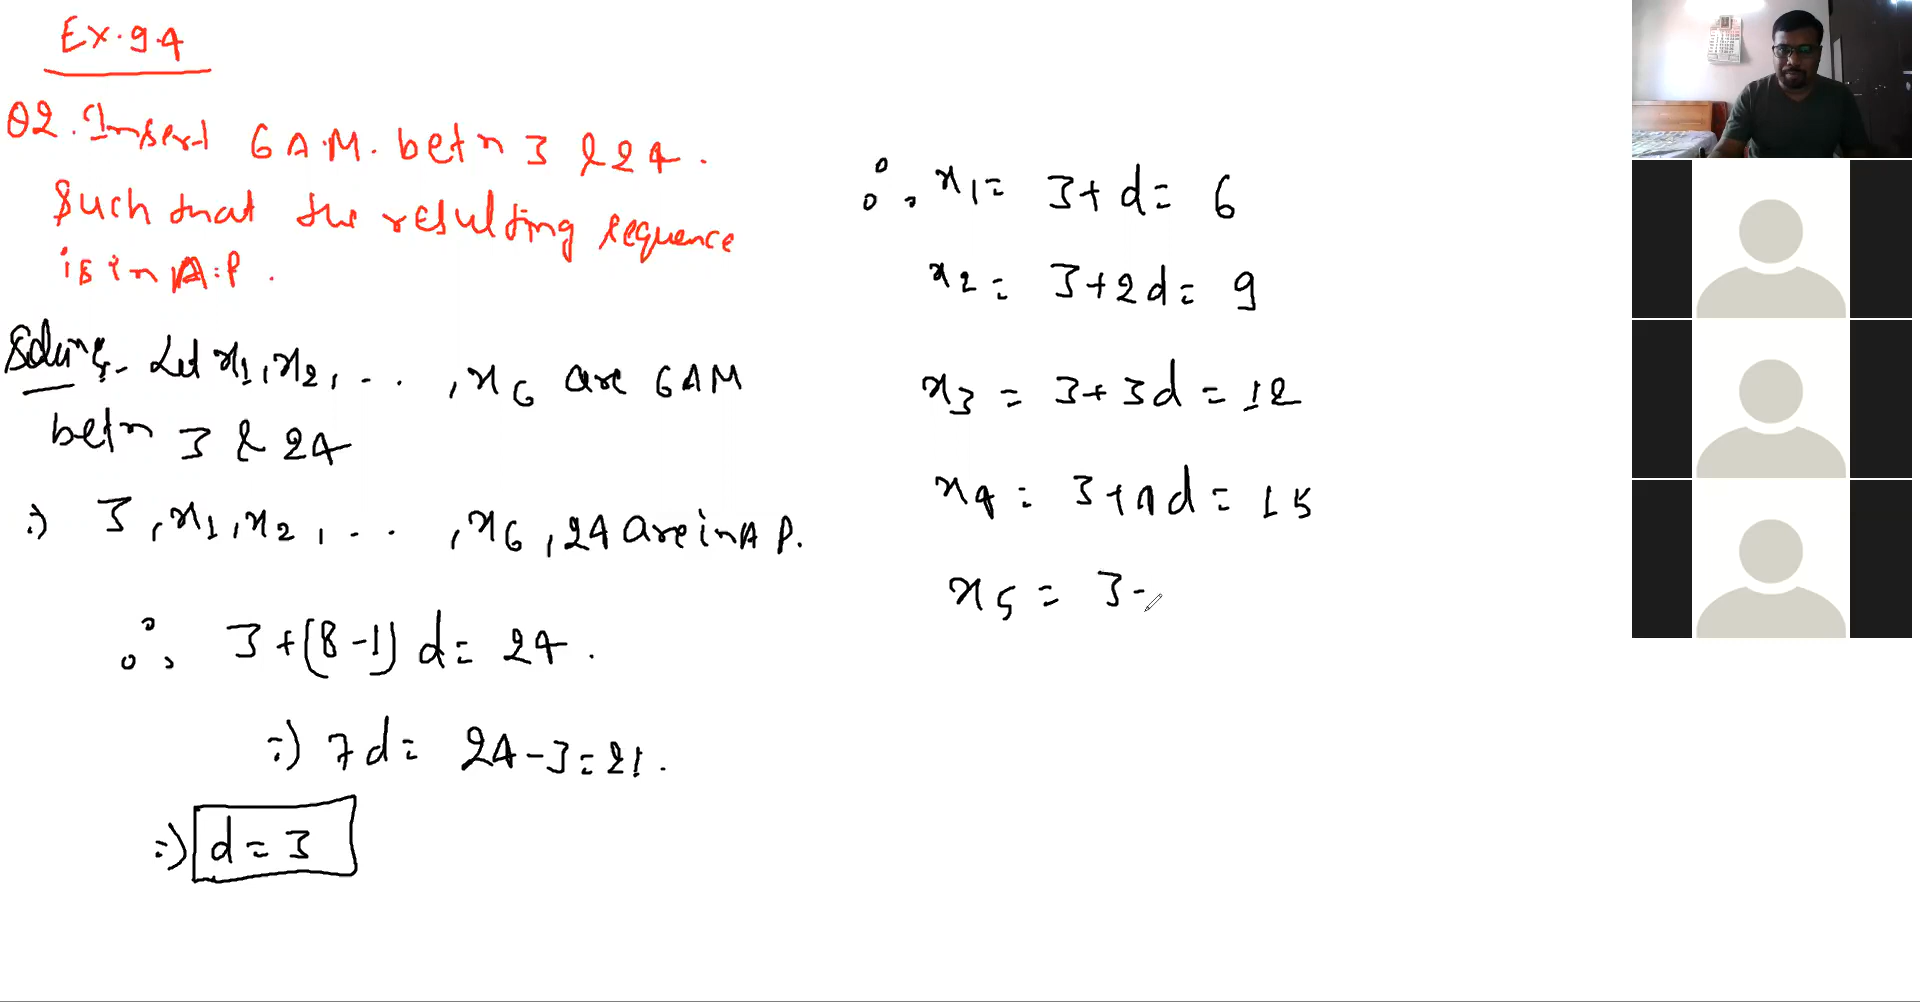 Ex.9.4
Q2. Insert 6 A.M. betn 3 & 24.
such that the resulting sequence
is in A.P.
Solun:- Let x1, x2, ... , x6 are 6 AM
betn 3 & 24
=) 3, x1, x2, ... , x6, 24 are in A P.
∴ 3+(8-1) d = 24.
=) 7d = 24-3=21.
=) d = 3
∴ x1 = 3+d = 6
x2 = 3+2d = 9
x3 = 3+3d = 12
x4 = 3+4d = 15
x5 = 3-